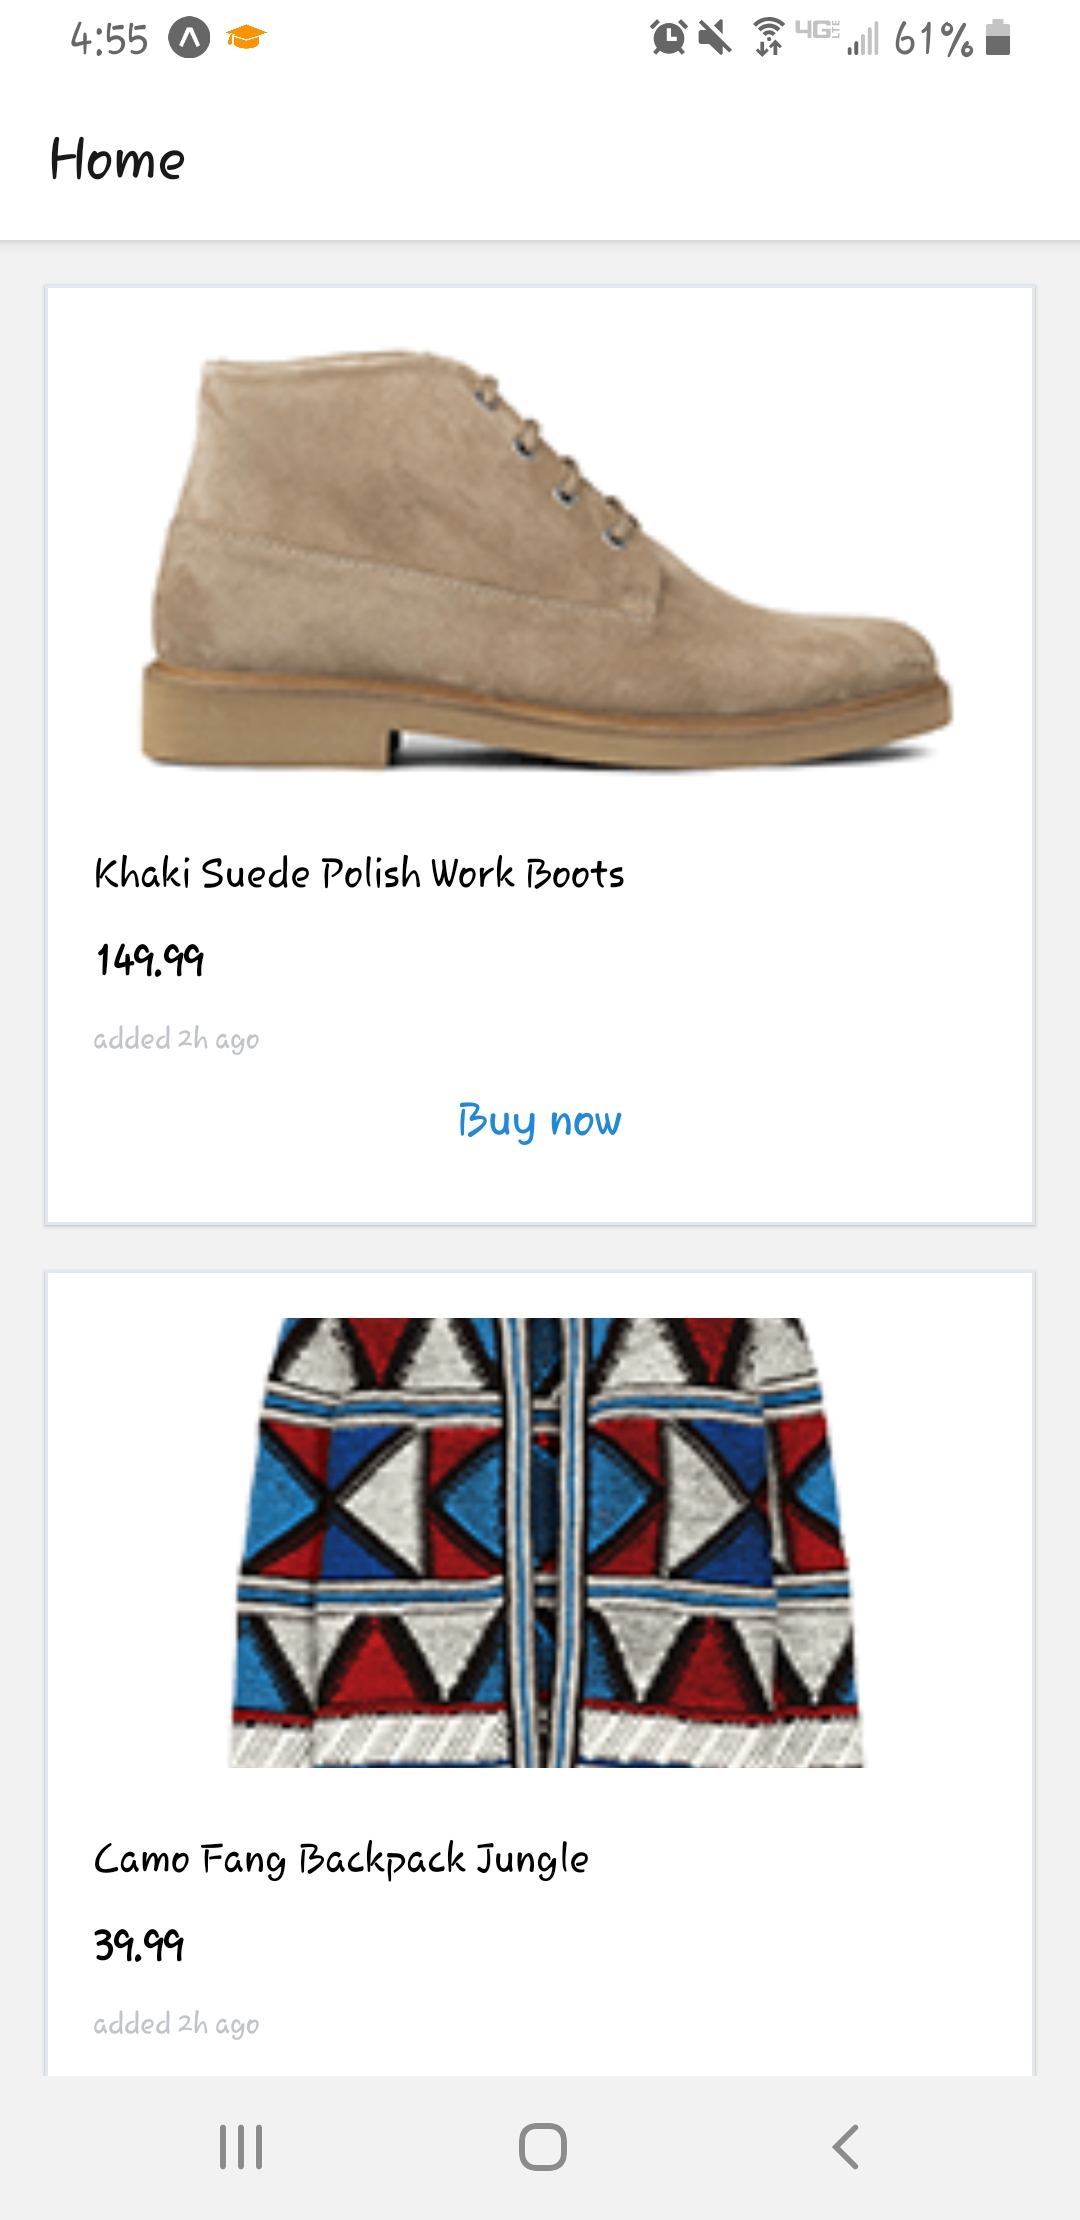 4:55 4G LTE 61%
Home
Khaki Suede Polish Work Boots
149.99
added 2h ago
Buy now
Camo Fang Backpack Jungle
39.99
added 2h ago